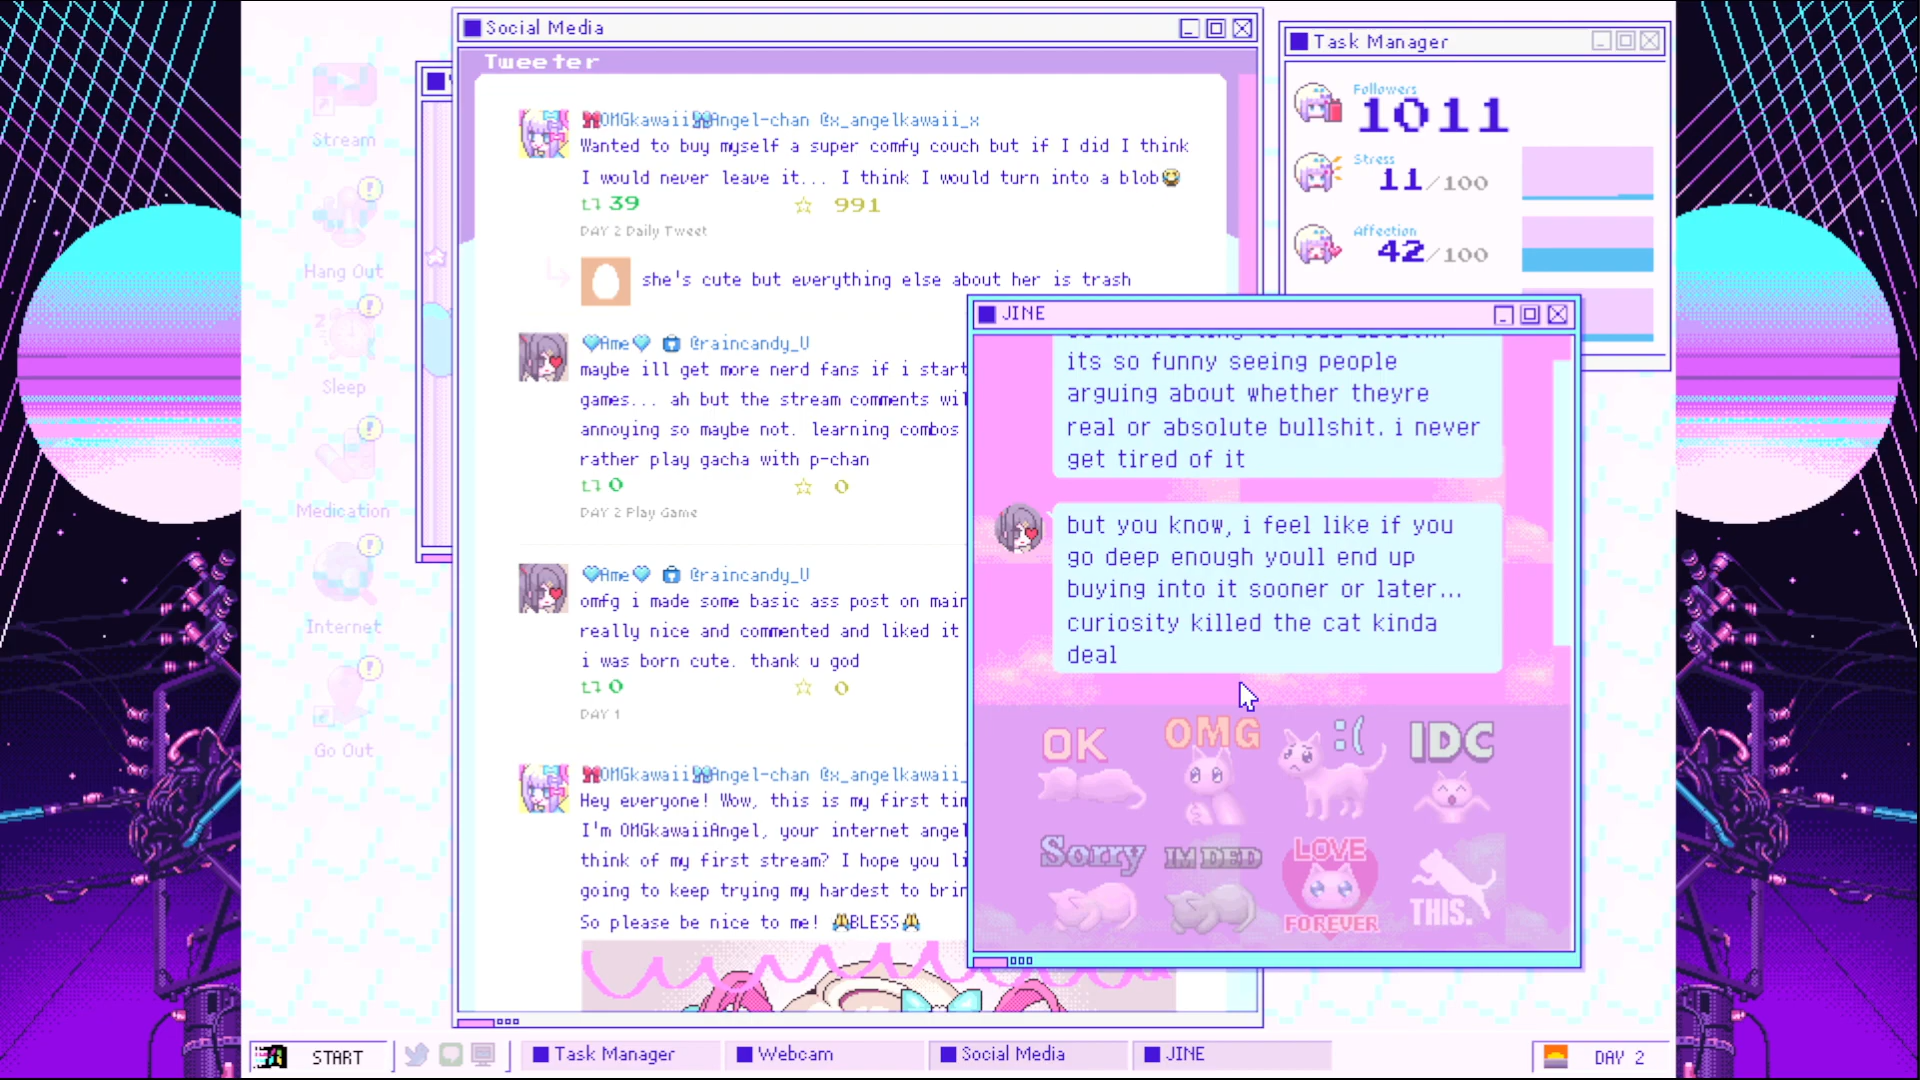 Social Media
Tweeter
OMGkawaiiAngel-chan @x_angelkawaii_x
Wanted to buy myself a super comfy couch but if I did I think
I would never leave it... I think I would turn into a blob
39 991
DAY 2 Daily Tweet
she's cute but everything else about her is trash
Ame @raincandy_U
maybe ill get more nerd fans if i start
games... ah but the stream comments wil
annoying so maybe not. learning combos
rather play gacha with p-chan
0 0
DAY 2 Play Game
Ame @raincandy_U
omfg i made some basic ass post on main
really nice and commented and liked it
i was born cute. thank u god
0 0
DAY 1
OMGkawaiiAngel-chan @x_angelkawaii_
Hey everyone! Wow, this is my first tim
I'm OMGkawaiiAngel, your internet angel
think of my first stream? I hope you li
going to keep trying my hardest to brin
So please be nice to me! BLESS
Task Manager
Followers
1011
Stress
11/100
Affection
42/100
JINE
its so funny seeing people
arguing about whether theyre
real or absolute bullshit. i never
get tired of it
but you know, i feel like if you
go deep enough youll end up
buying into it sooner or later...
curiosity killed the cat kinda
deal
OK
OMG
:(
IDC
Sorry
IM DED
LOVE
FOREVER
THIS.
Stream
Hang Out
Sleep
Medication
Internet
Go Out
START
Task Manager
Webcam
Social Media
JINE
DAY 2